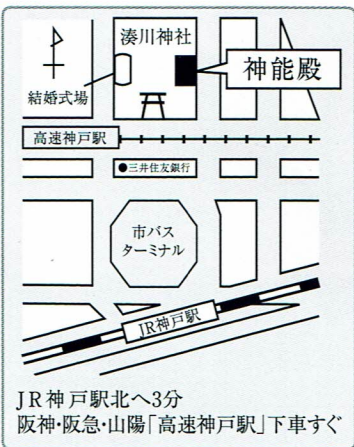 湊川神社
神能殿
結婚式場
高速神戸駅
●三井住友銀行
市バス
ターミナル
JR神戸駅
JR神戸駅北へ3分
阪神・阪急・山陽「高速神戸駅」下車すぐ